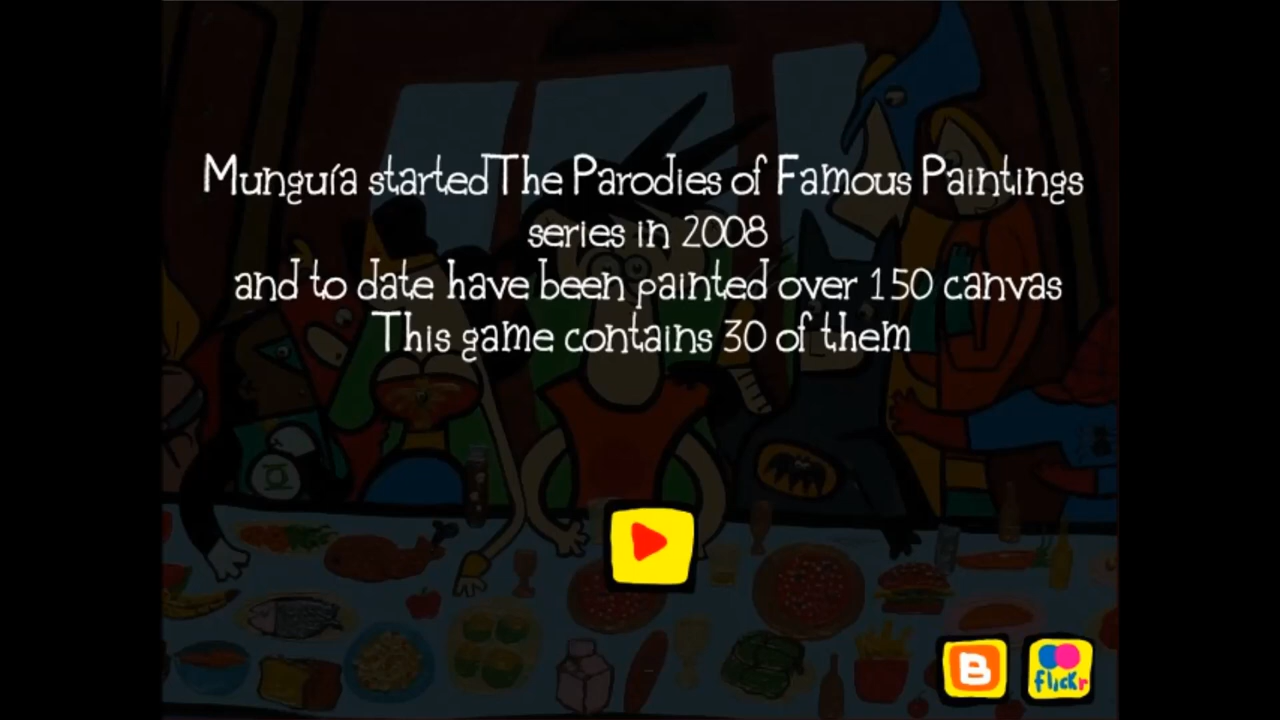 Munguía startedThe Parodies of Famous Paintings
series in 2008
and to date have been painted over 150 canvas
This game contains 30 of them
B
flickr